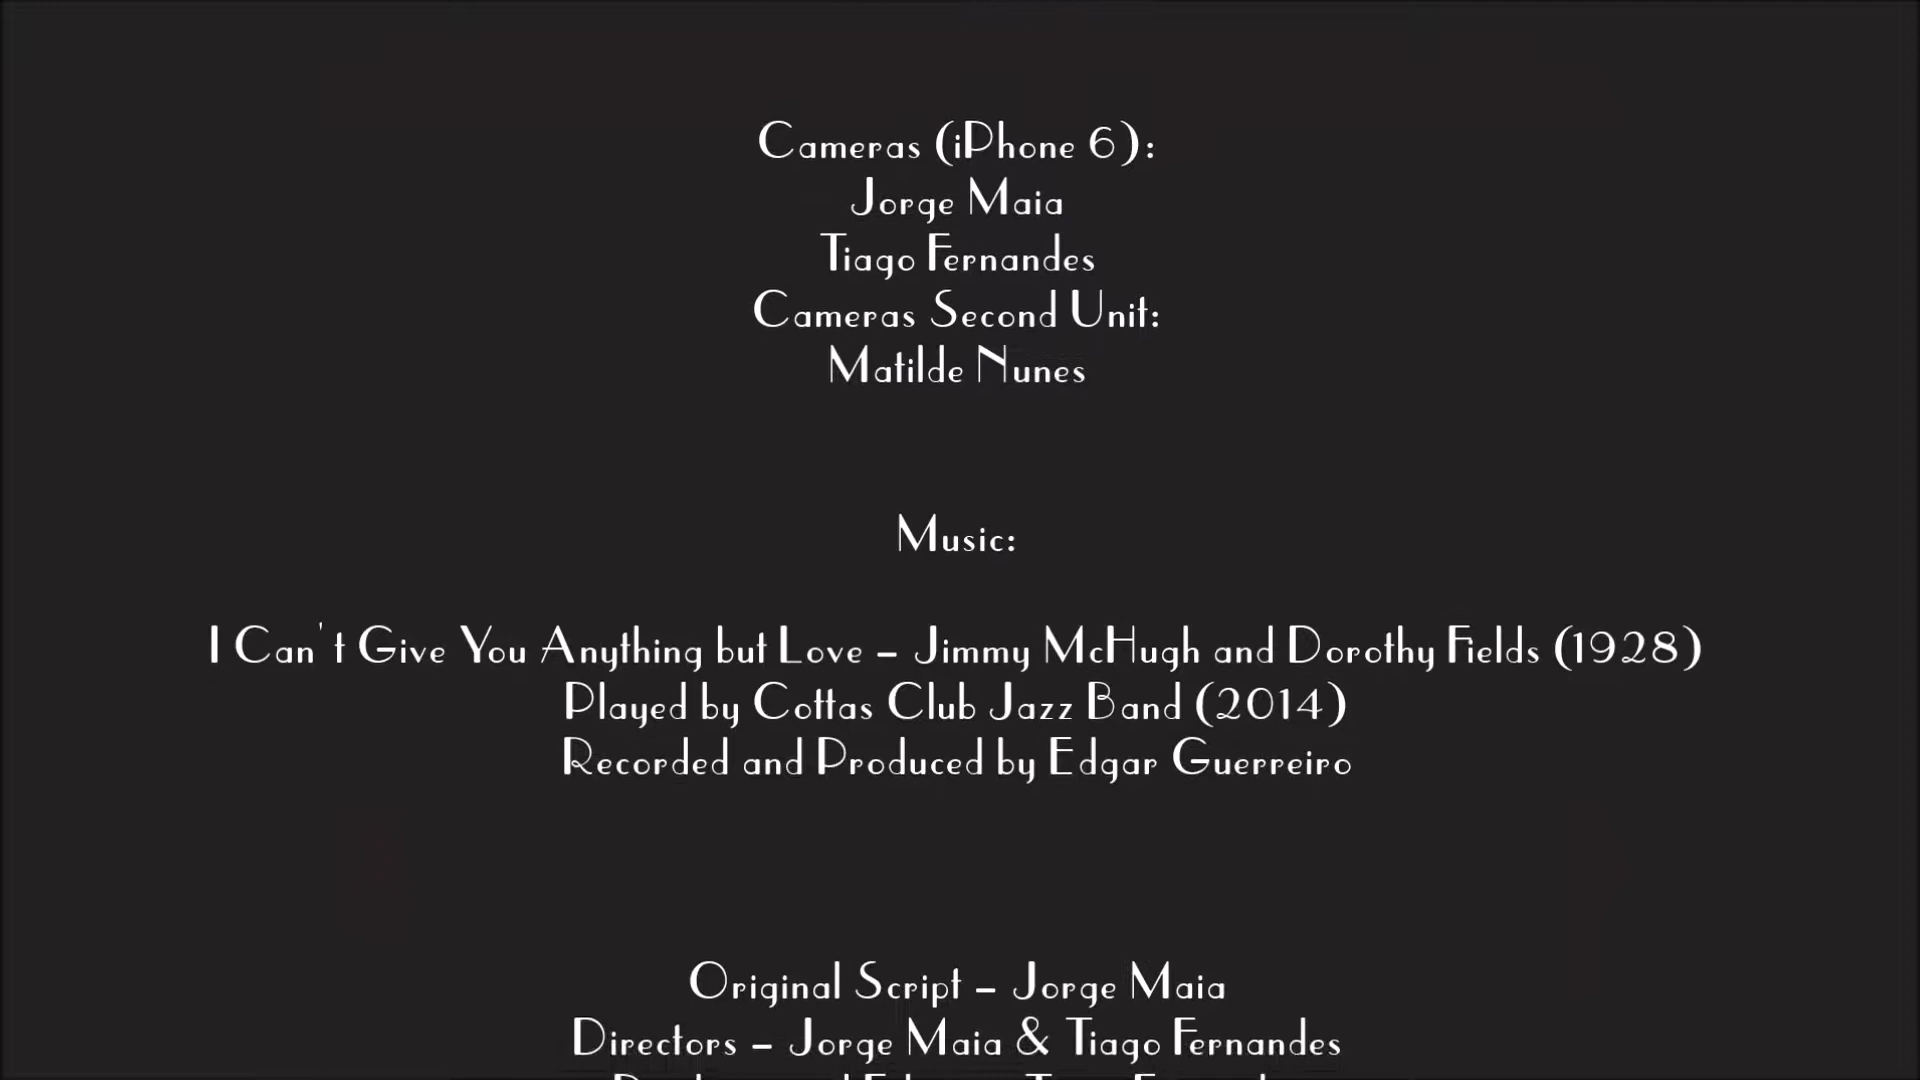 Cameras (iPhone 6):
Jorge Maia
Tiago Fernandes
Cameras Second Unit:
Matilde Nunes
Music:
I Can't Give You Anything but Love – Jimmy McHugh and Dorothy Fields (1928)
Played by Cottas Club Jazz Band (2014)
Recorded and Produced by Edgar Guerreiro
Original Script – Jorge Maia
Directors – Jorge Maia & Tiago Fernandes